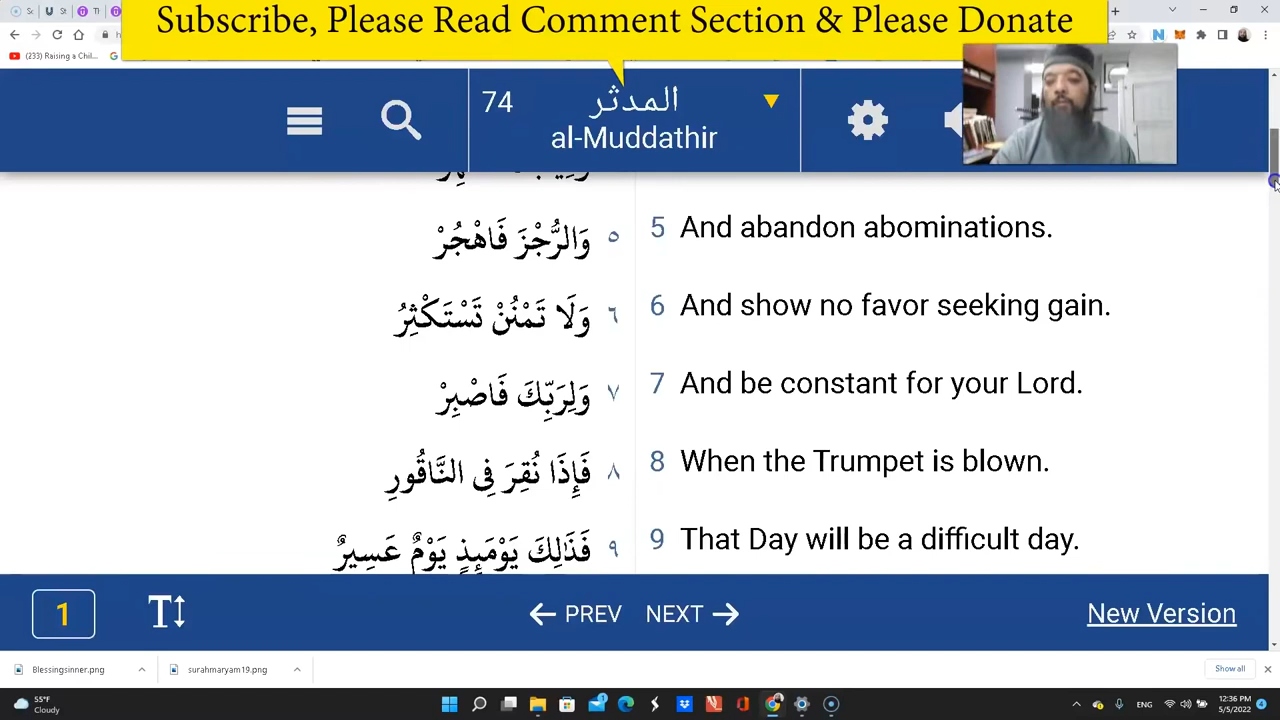 Subscribe, Please Read Comment Section & Please Donate
(233) Raising a Chil...
74
المدثر
al-Muddathir
وَالرُّجْزَ فَاهْجُرْ ٥
5 And abandon abominations.
وَلَا تَمْنُنْ تَسْتَكْثِرُ ٦
6 And show no favor seeking gain.
وَلِرَبِّكَ فَاصْبِرْ ٧
7 And be constant for your Lord.
فَإِذَا نُقِرَ فِى النَّاقُورِ ٨
8 When the Trumpet is blown.
فَذَٰلِكَ يَوْمَئِذٍ يَوْمٌ عَسِيرٌ ٩
9 That Day will be a difficult day.
1
T
PREV NEXT
New Version
Blessingsinner.png
surahmaryam19.png
Show all
55°F
Cloudy
ENG
12:36 PM
5/5/2022